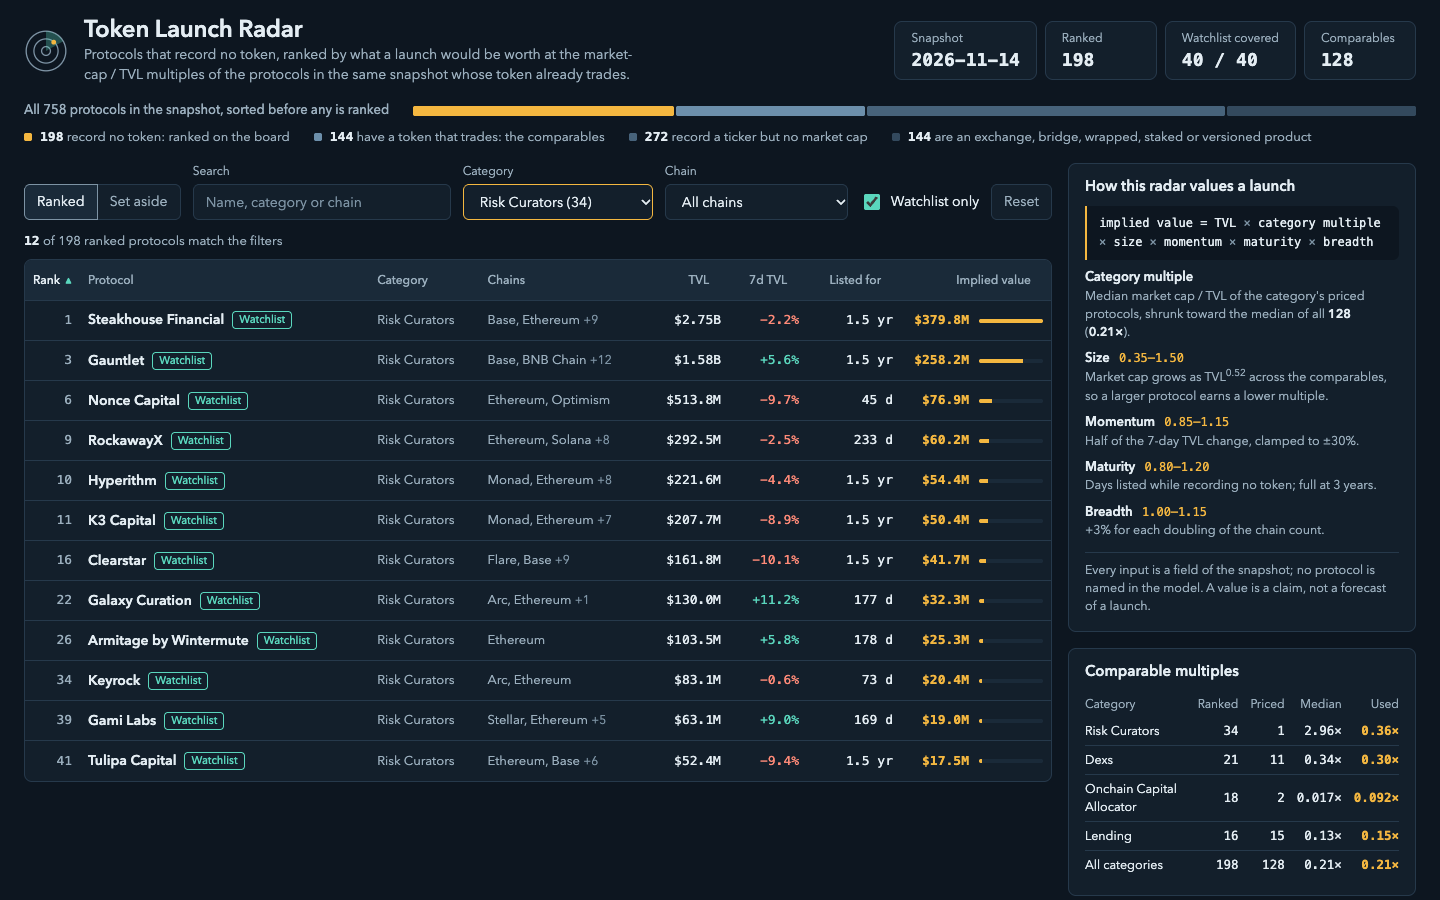 Token Launch Radar
Protocols that record no token, ranked by what a launch would be worth at the market-
cap / TVL multiples of the protocols in the same snapshot whose token already trades.
Snapshot
2026-11-14
Ranked
198
Watchlist covered
40 / 40
Comparables
128
All 758 protocols in the snapshot, sorted before any is ranked
198 record no token: ranked on the board
144 have a token that trades: the comparables
272 record a ticker but no market cap
144 are an exchange, bridge, wrapped, staked or versioned product
Ranked
Set aside
Search
Name, category or chain
Category
Risk Curators (34)
Chain
All chains
Watchlist only
Reset
12 of 198 ranked protocols match the filters
Rank ▲ Protocol Category Chains TVL 7d TVL Listed for Implied value
1 Steakhouse Financial Watchlist Risk Curators Base, Ethereum +9 $2.75B −2.2% 1.5 yr $379.8M
3 Gauntlet Watchlist Risk Curators Base, BNB Chain +12 $1.58B +5.6% 1.5 yr $258.2M
6 Nonce Capital Watchlist Risk Curators Ethereum, Optimism $513.8M −9.7% 45 d $76.9M
9 RockawayX Watchlist Risk Curators Ethereum, Solana +8 $292.5M −2.5% 233 d $60.2M
10 Hyperithm Watchlist Risk Curators Monad, Ethereum +8 $221.6M −4.4% 1.5 yr $54.4M
11 K3 Capital Watchlist Risk Curators Monad, Ethereum +7 $207.7M −8.9% 1.5 yr $50.4M
16 Clearstar Watchlist Risk Curators Flare, Base +9 $161.8M −10.1% 1.5 yr $41.7M
22 Galaxy Curation Watchlist Risk Curators Arc, Ethereum +1 $130.0M +11.2% 177 d $32.3M
26 Armitage by Wintermute Watchlist Risk Curators Ethereum $103.5M +5.8% 178 d $25.3M
34 Keyrock Watchlist Risk Curators Arc, Ethereum $83.1M −0.6% 73 d $20.4M
39 Gami Labs Watchlist Risk Curators Stellar, Ethereum +5 $63.1M +9.0% 169 d $19.0M
41 Tulipa Capital Watchlist Risk Curators Ethereum, Base +6 $52.4M −9.4% 1.5 yr $17.5M
How this radar values a launch
implied value = TVL × category multiple
× size × momentum × maturity × breadth
Category multiple
Median market cap / TVL of the category's priced
protocols, shrunk toward the median of all 128
(0.21×).
Size 0.35–1.50
Market cap grows as TVL^0.52 across the comparables,
so a larger protocol earns a lower multiple.
Momentum 0.85–1.15
Half of the 7-day TVL change, clamped to ±30%.
Maturity 0.80–1.20
Days listed while recording no token; full at 3 years.
Breadth 1.00–1.15
+3% for each doubling of the chain count.
Every input is a field of the snapshot; no protocol is
named in the model. A value is a claim, not a forecast
of a launch.
Comparable multiples
Category Ranked Priced Median Used
Risk Curators 34 1 2.96× 0.36×
Dexs 21 11 0.34× 0.30×
Onchain Capital
Allocator 18 2 0.017× 0.092×
Lending 16 15 0.13× 0.15×
All categories 198 128 0.21× 0.21×